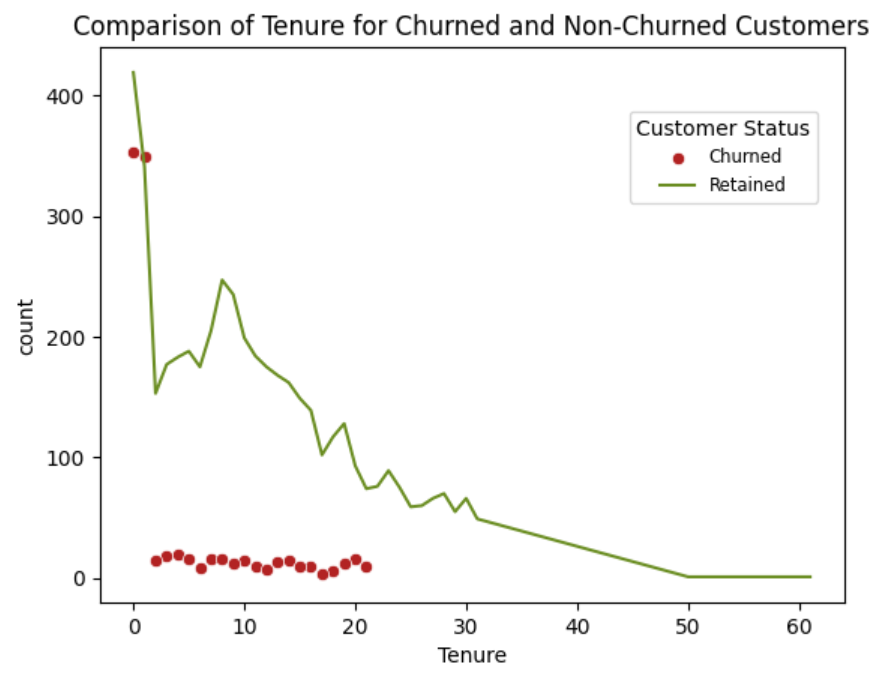 Comparison of Tenure for Churned and Non-Churned Customers
400
300
200
100
0
count
Customer Status
Churned
Retained
0 10 20 30 40 50 60
Tenure